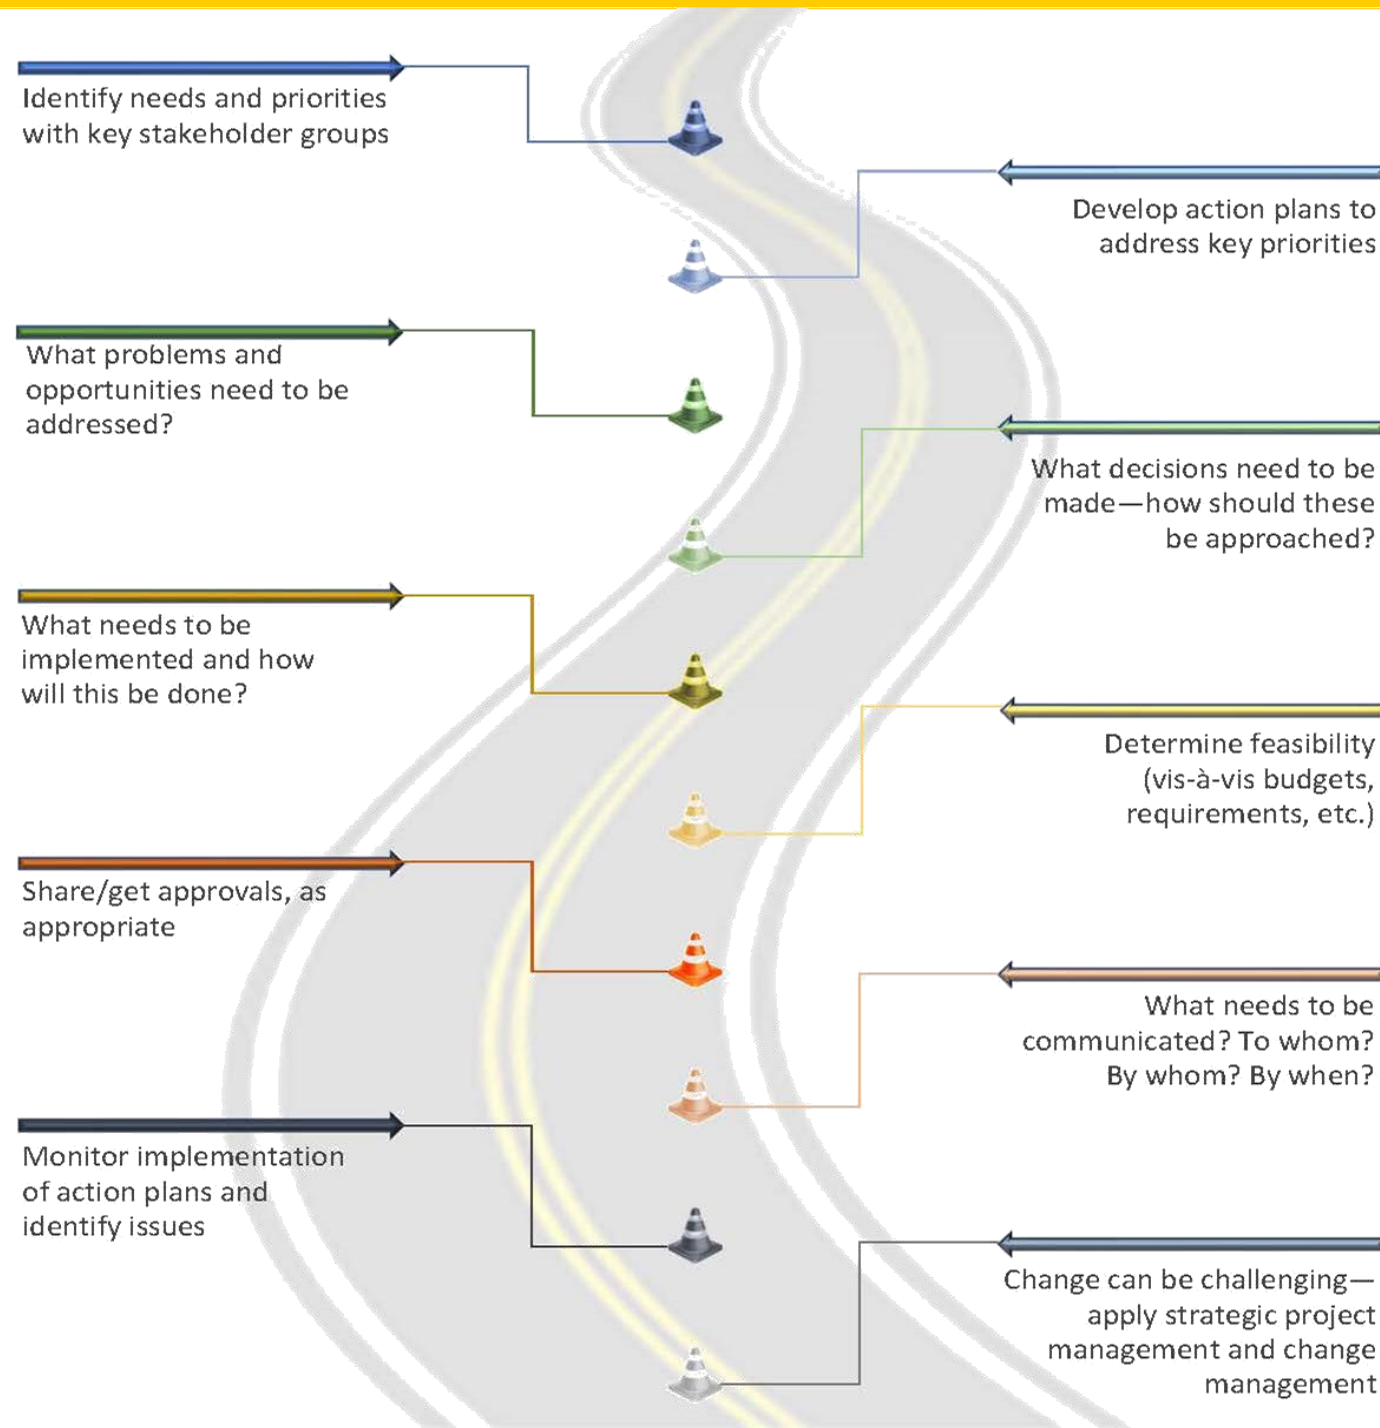 Identify needs and priorities
with key stakeholder groups
Develop action plans to
address key priorities
What problems and
opportunities need to be
addressed?
What decisions need to be
made—how should these
be approached?
What needs to be
implemented and how
will this be done?
Determine feasibility
(vis-à-vis budgets,
requirements, etc.)
Share/get approvals, as
appropriate
What needs to be
communicated? To whom?
By whom? By when?
Monitor implementation
of action plans and
identify issues
Change can be challenging—
apply strategic project
management and change
management